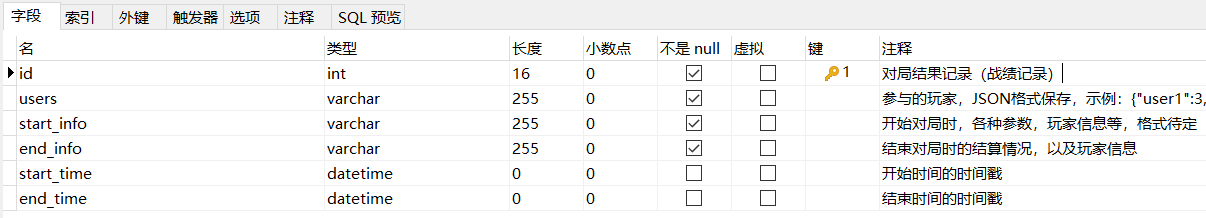 字段 索引 外键 触发器 选项 注释 SQL 预览
名 类型 长度 小数点 不是 null 虚拟 键 注释
id int 16 0 1 对局结果记录（战绩记录）
users varchar 255 0 参与的玩家，JSON格式保存，示例：{"user1":3,
start_info varchar 255 0 开始对局时，各种参数，玩家信息等，格式待定
end_info varchar 255 0 结束对局时的结算情况，以及玩家信息
start_time datetime 0 0 开始时间的时间戳
end_time datetime 0 0 结束时间的时间戳